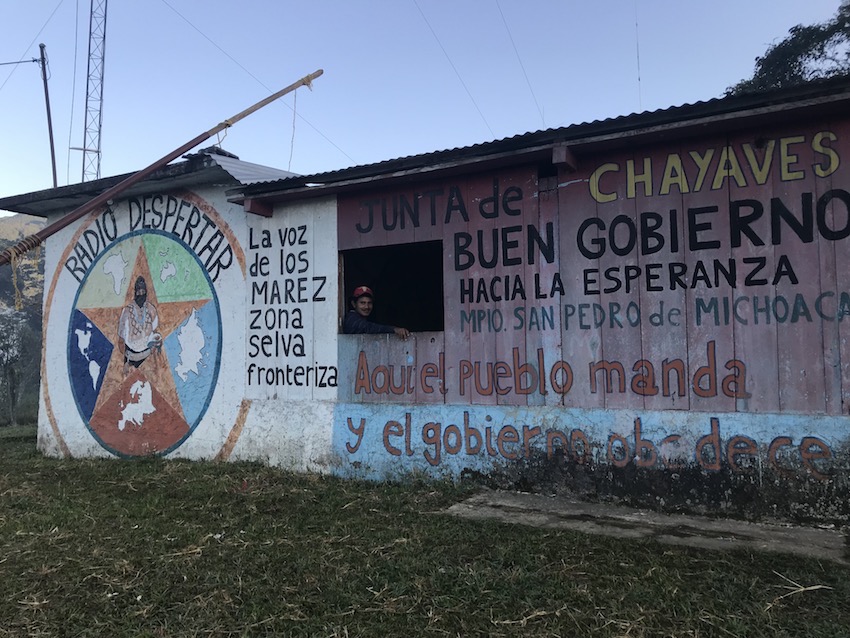 RADIO DESPERTAR
La voz
de los
MAREZ
zona
selva
fronteriza
JUNTA de
CHAYAVES
BUEN GOBIERNO
HACIA LA ESPERANZA
MPIO. SAN PEDRO de MICHOACA
Aqui el pueblo manda
y el gobierno obedece